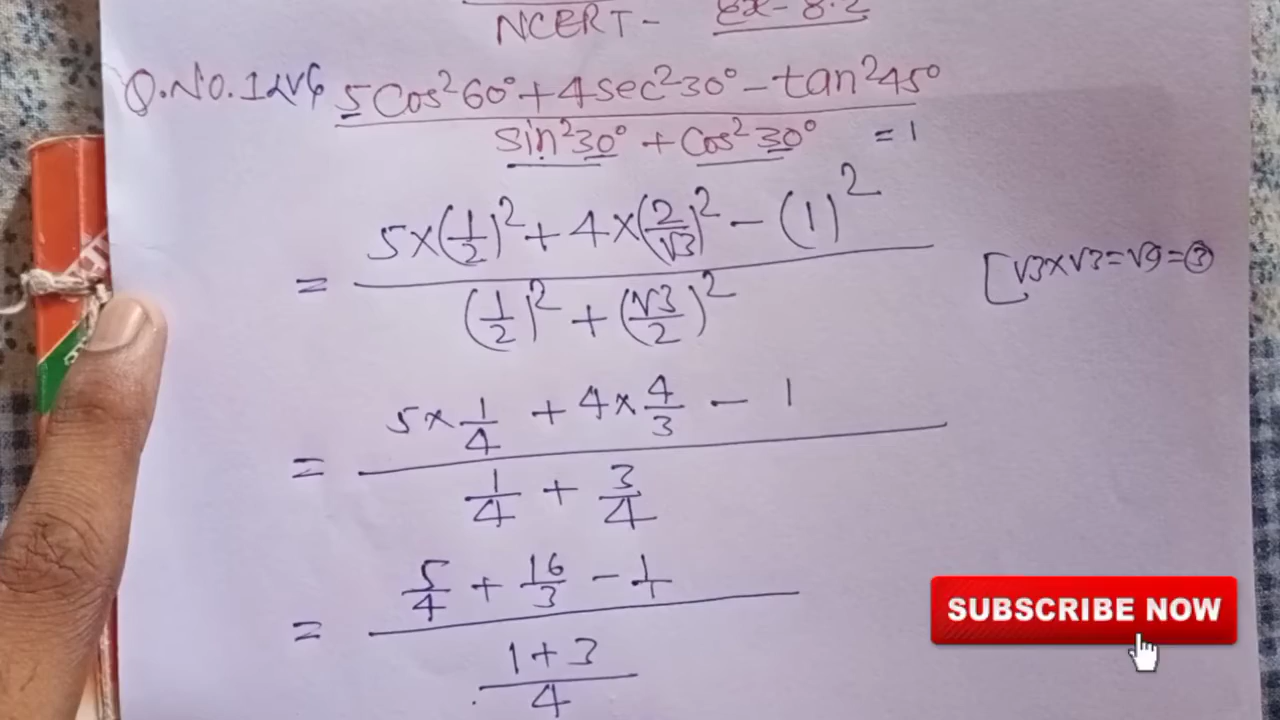 NCERT - Ex - 8.2
Q.No.1 5Cos²60°+4sec²30°-tan²45°
sin²30° + Cos²30° = 1
5×(1/2)²+4×(2/√3)²-(1)²
= [√3×√3=√9=3
(1/2)²+(√3/2)²
5×1/4 + 4×4/3 - 1
=
1/4 + 3/4
5/4 + 16/3 - 1/1
=
1+3
4
SUBSCRIBE NOW